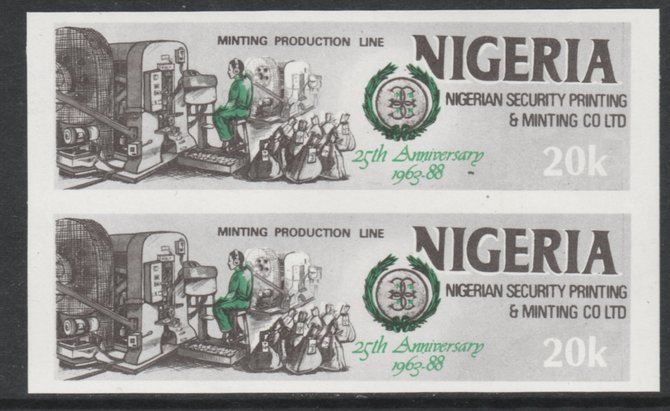 MINTING PRODUCTION LINE
NIGERIA
NIGERIAN SECURITY PRINTING
& MINTING CO LTD
25th Anniversary
1963-88
20k
MINTING PRODUCTION LINE
NIGERIA
NIGERIAN SECURITY PRINTING
& MINTING CO LTD
25th Anniversary
1963-88
20k